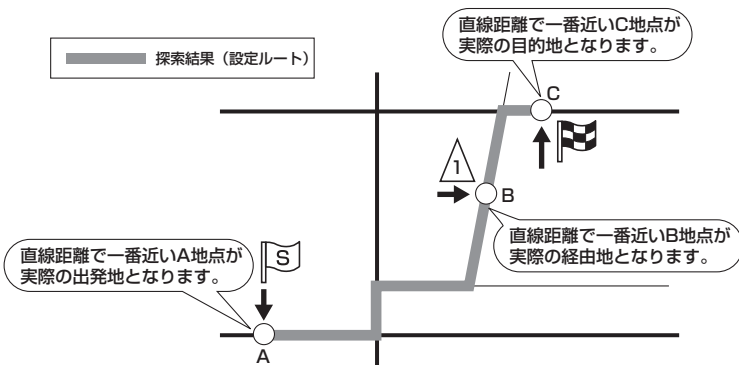 直線距離で一番近いC地点が
実際の目的地となります。
探索結果（設定ルート）
C
1
B
直線距離で一番近いB地点が
実際の経由地となります。
直線距離で一番近いA地点が
実際の出発地となります。
S
A